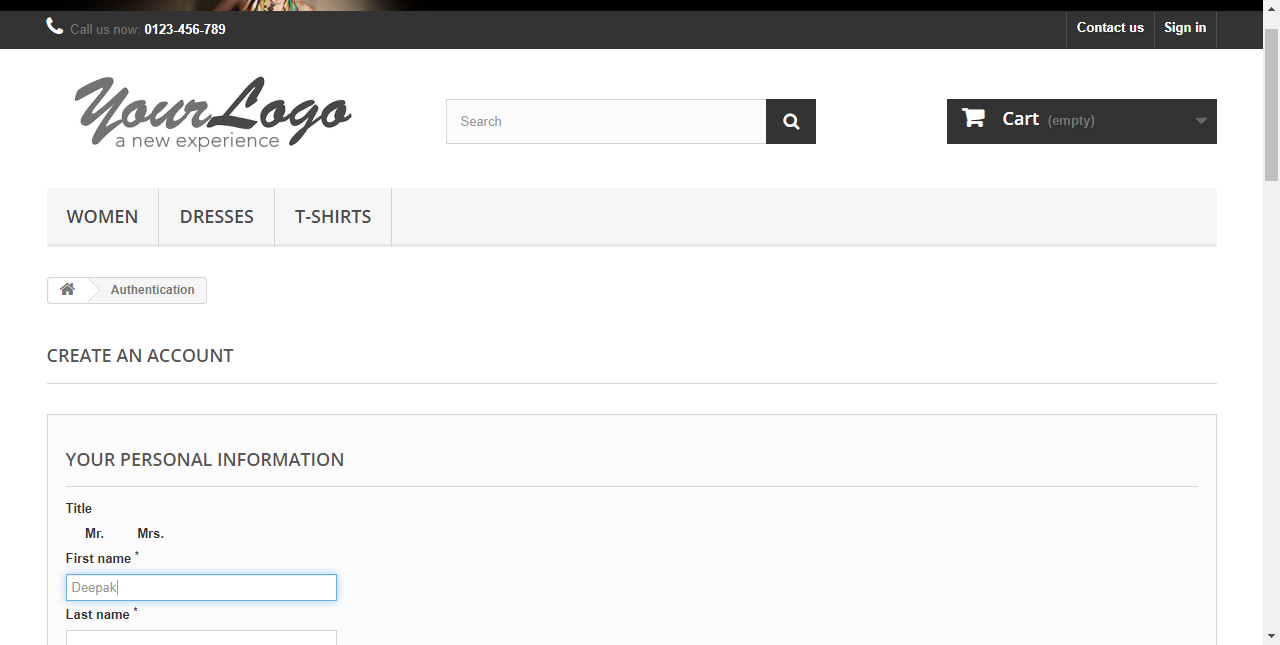 Call us now: 0123-456-789
Contact us
Sign in
YourLogo
a new experience
Search
Cart (empty)
WOMEN
DRESSES
T-SHIRTS
Authentication
CREATE AN ACCOUNT
YOUR PERSONAL INFORMATION
Title
Mr.
Mrs.
First name *
Deepak
Last name *